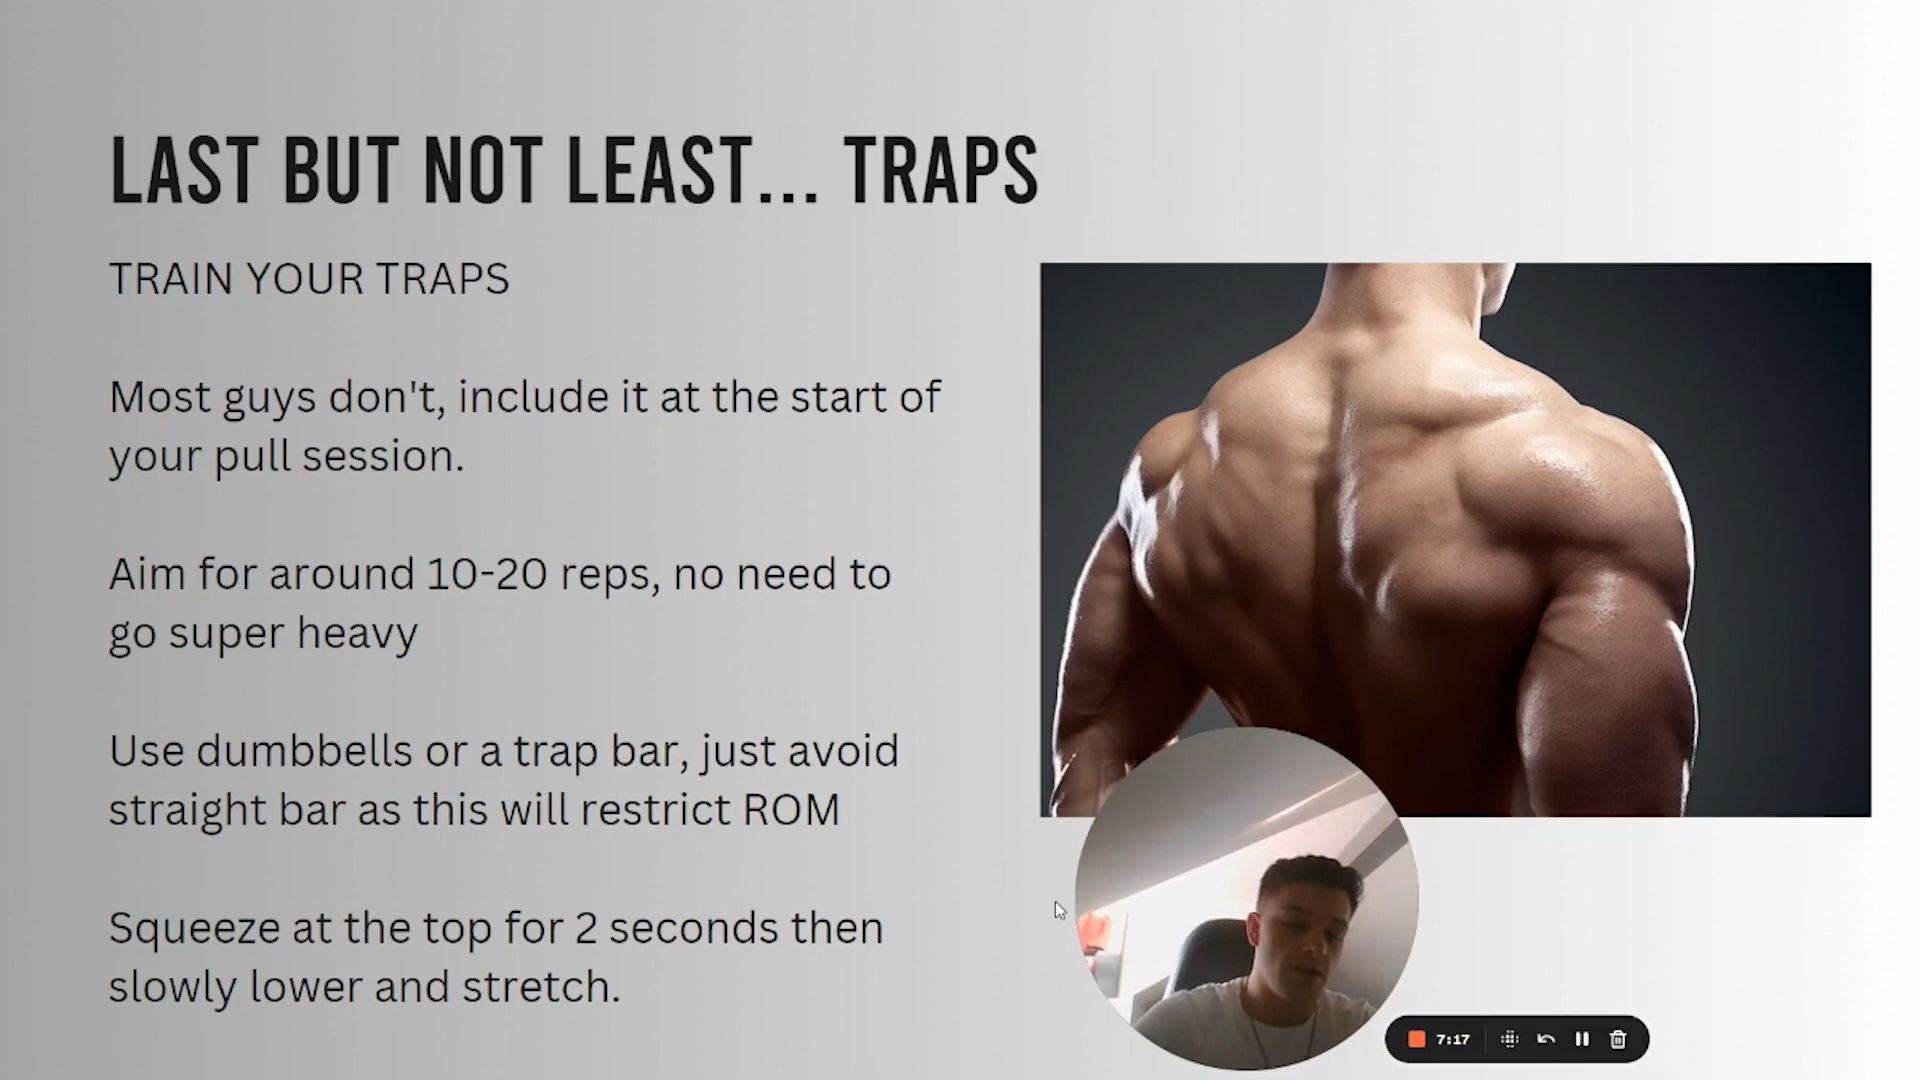 LAST BUT NOT LEAST... TRAPS
TRAIN YOUR TRAPS
Most guys don't, include it at the start of
your pull session.
Aim for around 10-20 reps, no need to
go super heavy
Use dumbbells or a trap bar, just avoid
straight bar as this will restrict ROM
Squeeze at the top for 2 seconds then
slowly lower and stretch.
7:17